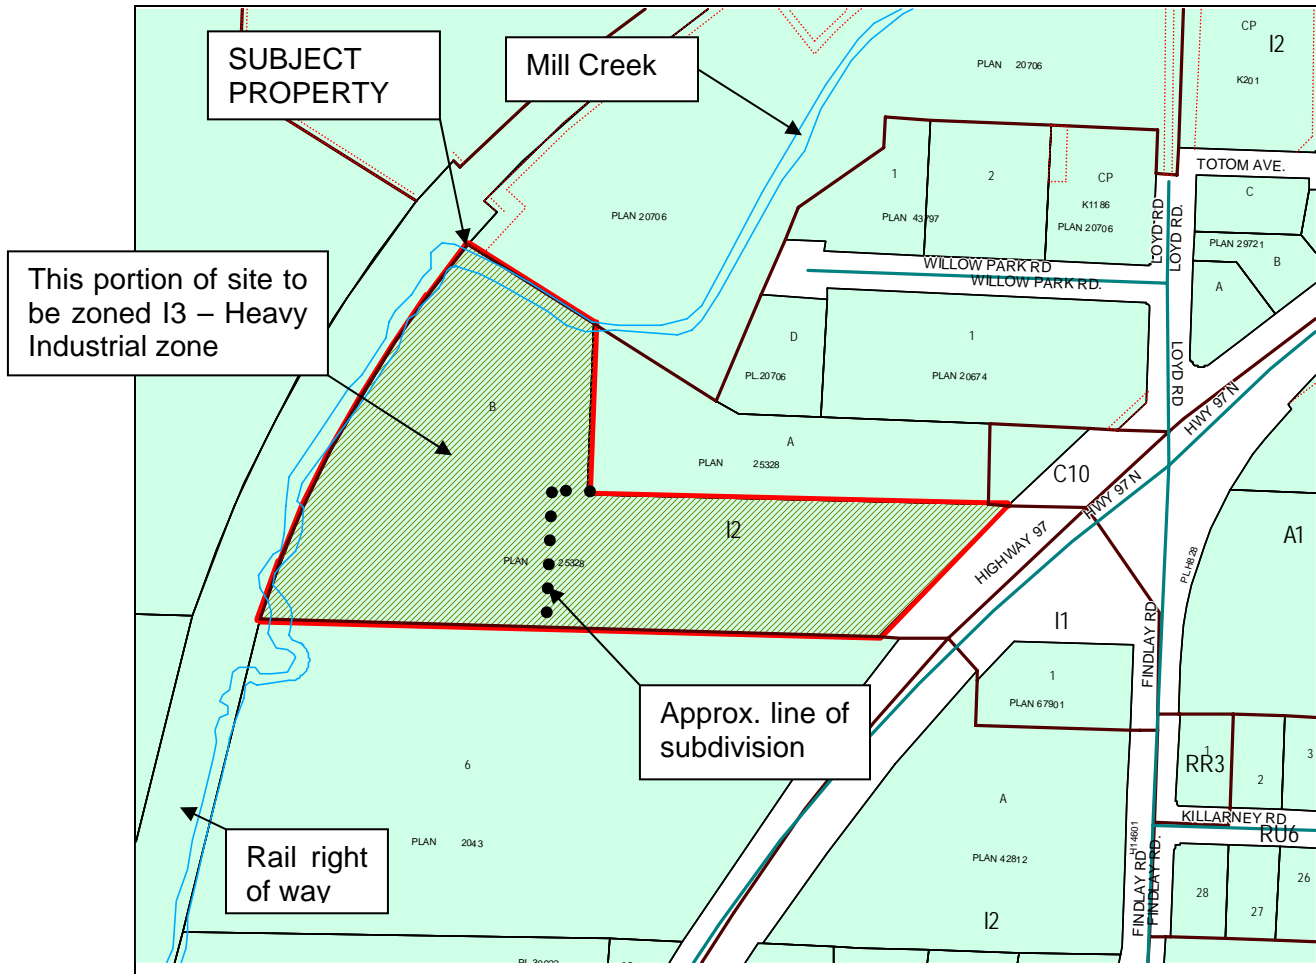 SUBJECT
PROPERTY
Mill Creek
PLAN 20706
CP
I2
K201
TOTOM AVE.
1
2
CP
K1186
PLAN 43797
PLAN 20706
PLAN 20706
LOYD RD
LOYD RD.
C
PLAN 29721
B
A
This portion of site to
be zoned I3 – Heavy
Industrial zone
WILLOW PARK RD
WILLOW PARK RD.
D
PL.20706
1
PLAN 20674
LOYD RD
HWY 97 N
B
A
PLAN 25328
C10
HWY 97 N
HIGHWAY 97
I2
A1
PLAN 25328
PL.H828
FINDLAY RD
I1
1
PLAN 67901
Approx. line of
subdivision
6
PLAN 2043
Rail right
of way
A
PLAN 42812
I2
H14601
FINDLAY RD
FINDLAY RD.
1
RR3
2
3
KILLARNEY RD
RU6
28
27
26